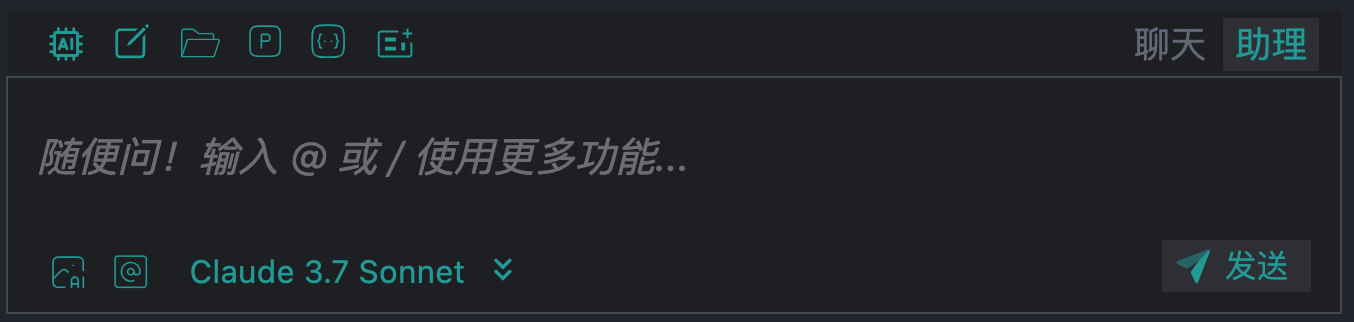 AI P {··} 聊天 助理
随便问！输入 @ 或 / 使用更多功能...
AI @ Claude 3.7 Sonnet 发送